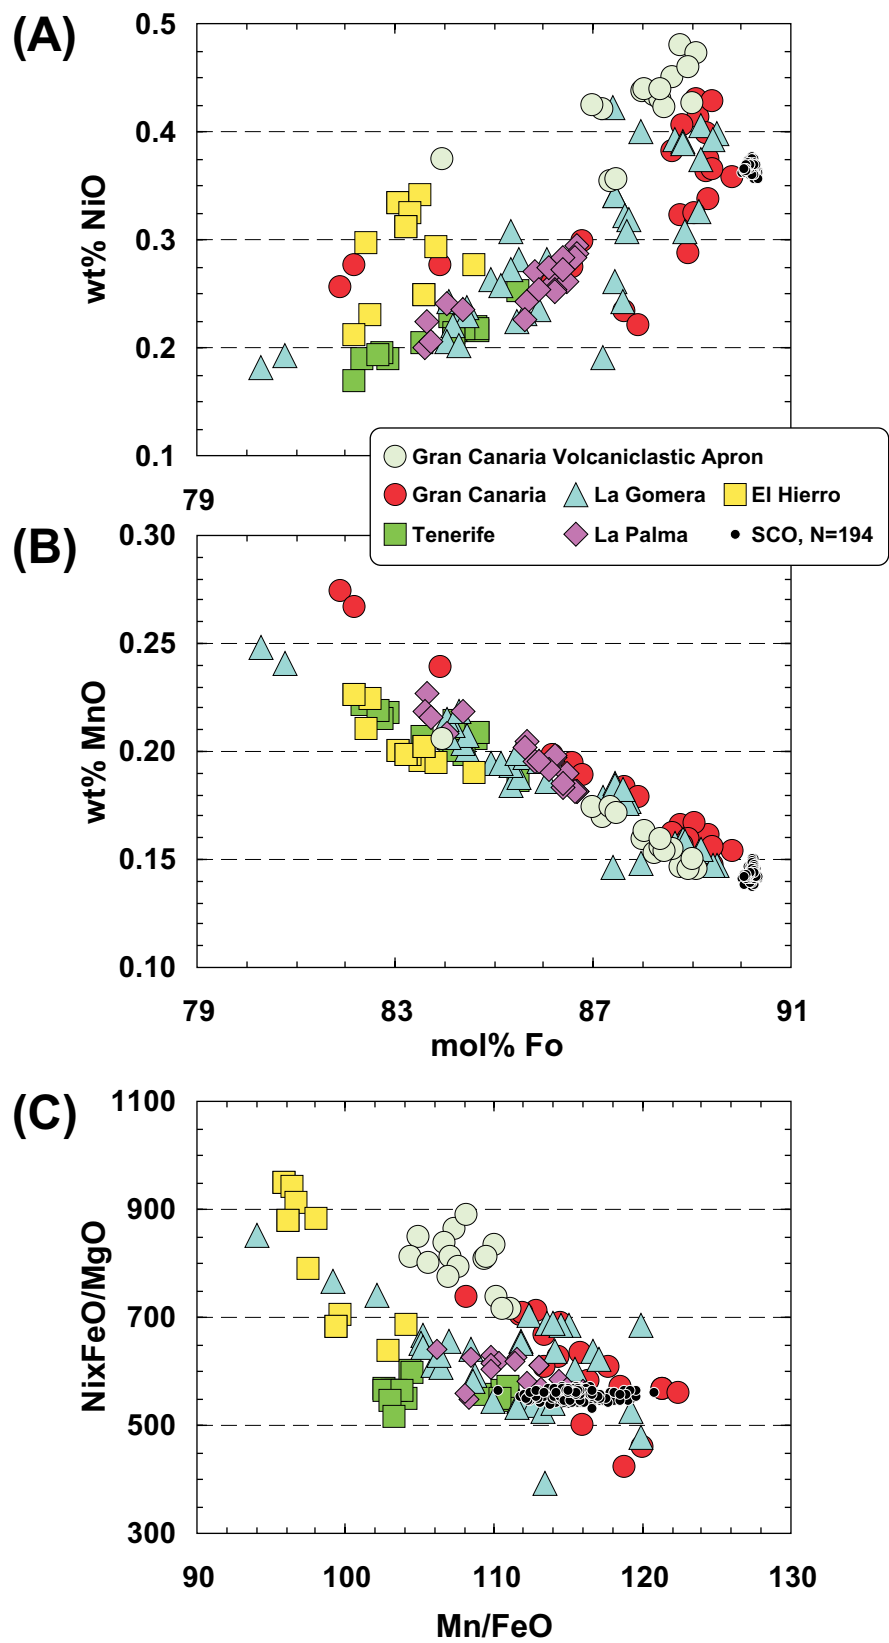 (A)
wt% NiO
0.5
0.4
0.3
0.2
0.1
79
Gran Canaria Volcaniclastic Apron
Gran Canaria
La Gomera
El Hierro
Tenerife
La Palma
SCO, N=194
(B)
wt% MnO
0.30
0.25
0.20
0.15
0.10
79
83
87
91
mol% Fo
(C)
NixFeO/MgO
1100
900
700
500
300
90
100
110
120
130
Mn/FeO